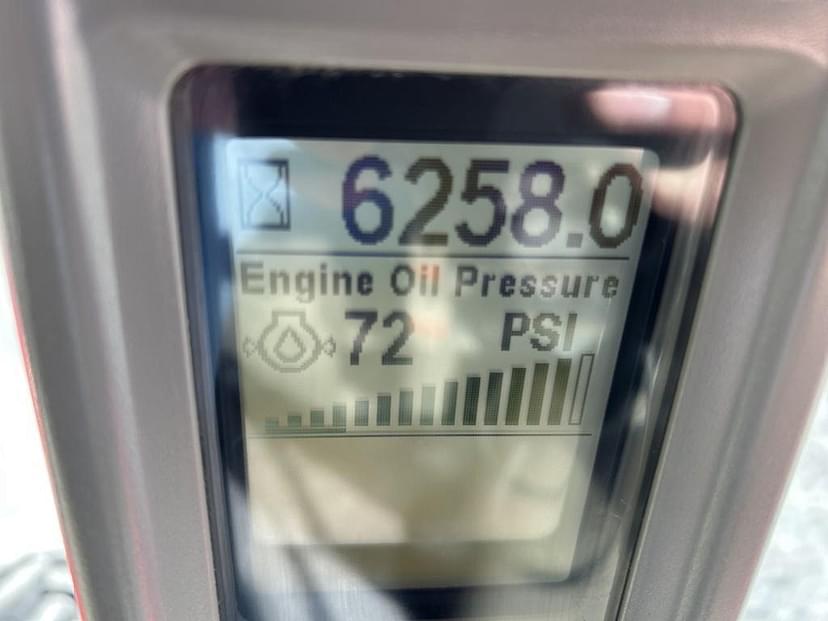 6258.0
Engine Oil Pressure
72 PSI